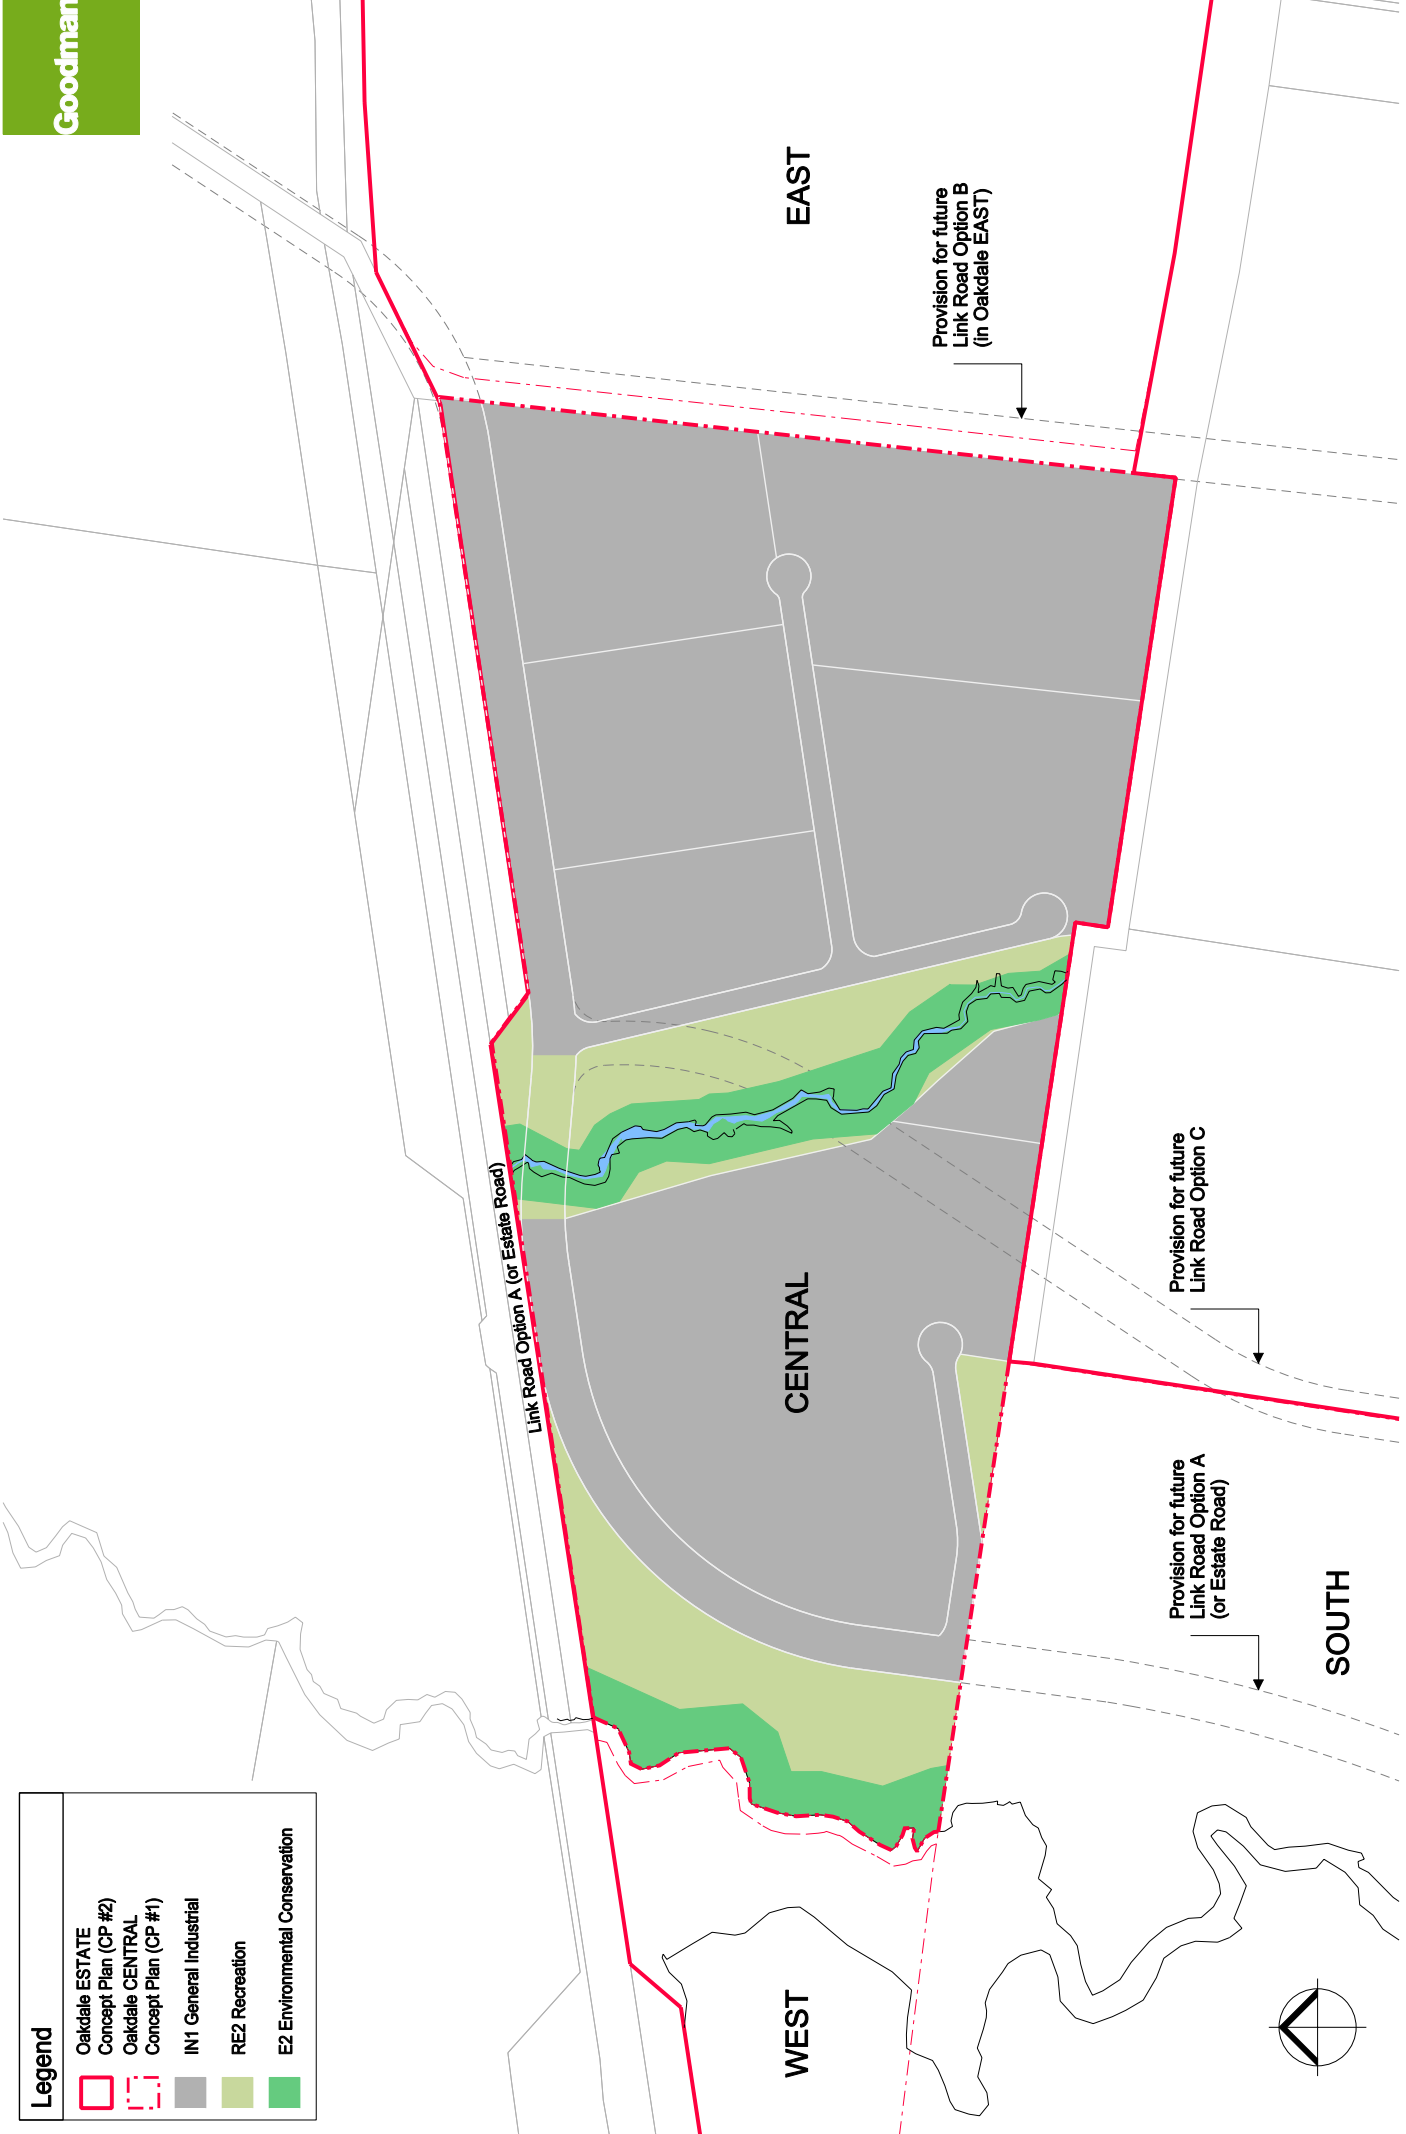 Goodman
Legend
Oakdale ESTATE
Concept Plan (CP #2)
Oakdale CENTRAL
Concept Plan (CP #1)
IN1 General Industrial
RE2 Recreation
E2 Environmental Conservation
Link Road Option A (or Estate Road)
WEST
CENTRAL
EAST
Provision for future
Link Road Option B
(in Oakdale EAST)
Provision for future
Link Road Option A
(or Estate Road)
Provision for future
Link Road Option C
SOUTH